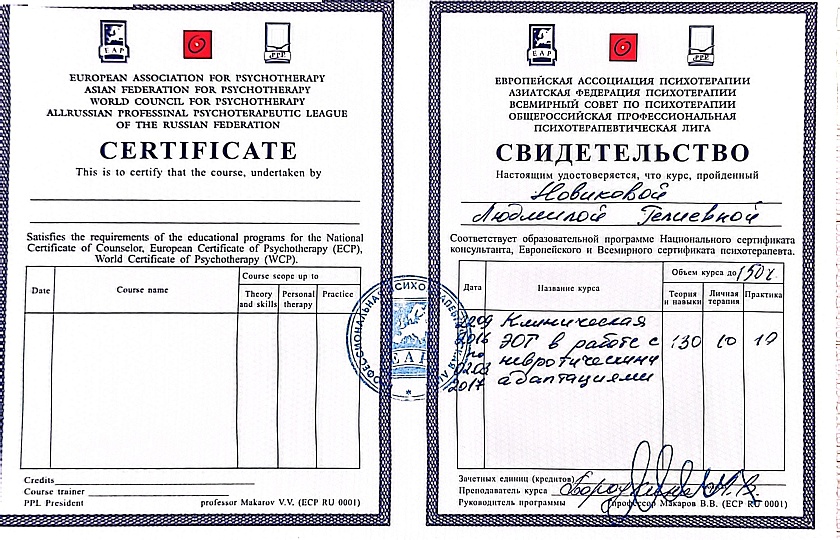 EAP
PPL
EUROPEAN ASSOCIATION FOR PSYCHOTHERAPY
ASIAN FEDERATION FOR PSYCHOTHERAPY
WORLD COUNCIL FOR PSYCHOTHERAPY
ALLRUSSIAN PROFESSINAL PSYCHOTERAPEUTIC LEAGUE
OF THE RUSSIAN FEDERATION
CERTIFICATE
This is to certify that the course, undertaken by
Satisfies the requirements of the educational programs for the National
Certificate of Counselor, European Certificate of Psychotherapy (ECP),
World Certificate of Psychotherapy (WCP).
Course scope up to
Date
Course name
Theory and skills
Personal therapy
Practice
Credits
Course trainer
PPL President professor Makarov V.V. (ECP RU 0001)
EAP
EAP
PPL
ЕВРОПЕЙСКАЯ АССОЦИАЦИЯ ПСИХОТЕРАПИИ
АЗИАТСКАЯ ФЕДЕРАЦИЯ ПСИХОТЕРАПИИ
ВСЕМИРНЫЙ СОВЕТ ПО ПСИХОТЕРАПИИ
ОБЩЕРОССИЙСКАЯ ПРОФЕССИОНАЛЬНАЯ
ПСИХОТЕРАПЕВТИЧЕСКАЯ ЛИГА
СВИДЕТЕЛЬСТВО
Настоящим удостоверяется, что курс, пройденный
Новиковой
Людмилой Гелиевной
Соответствует образовательной программе Национального сертификата
консультанта, Европейского и Всемирного сертификата психотерапевта.
Объем курса до 150 ч.
Дата
Название курса
Теория и навыки
Личная терапия
Практика
2016
по
2017
Клиническая
ЭОТ в работе с
невротическими
адаптациями
130 10 10
Зачетных единиц (кредитов)
Преподаватель курса
Руководитель программы профессор Макаров В.В. (ECP RU 0001)